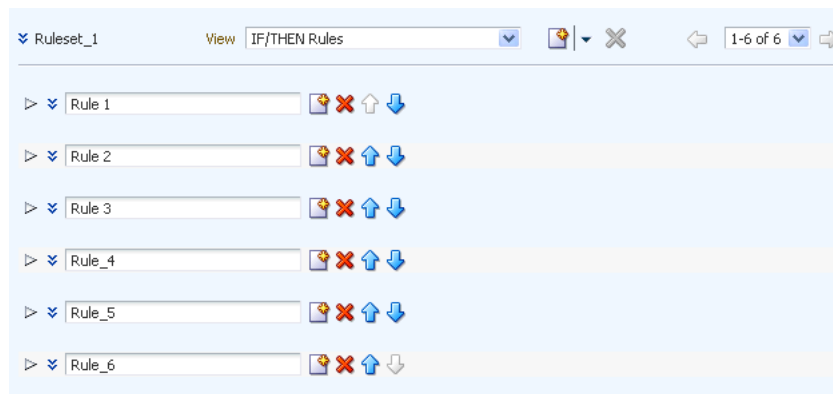 Ruleset_1 View IF/THEN Rules 1-6 of 6
Rule 1
Rule 2
Rule 3
Rule_4
Rule_5
Rule_6